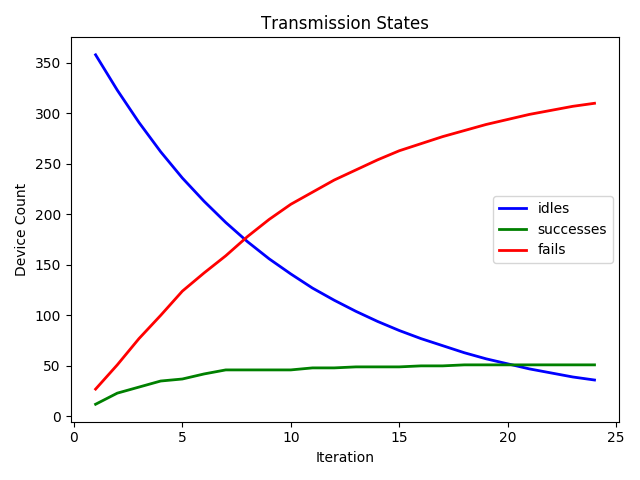 Transmission States
Device Count
350
300
250
200
150
100
50
0
idles
successes
fails
0 5 10 15 20 25
Iteration